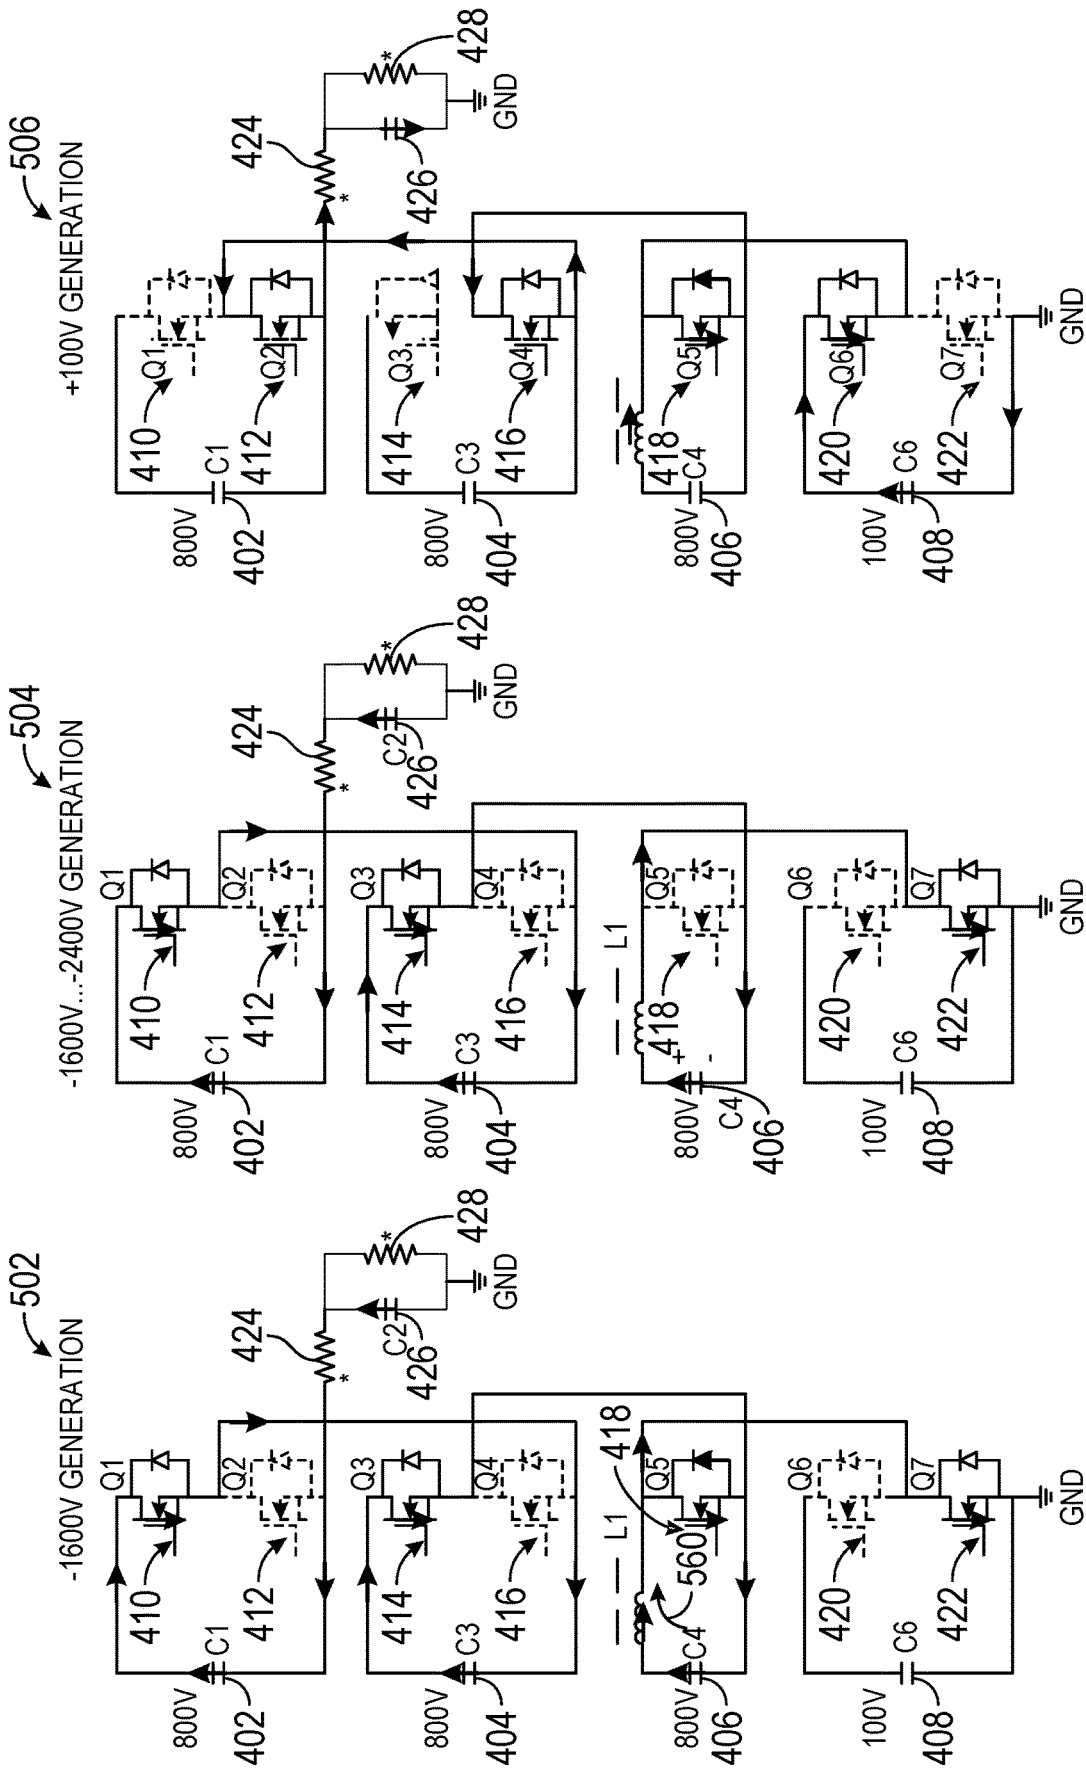 502
-1600V GENERATION
Q1
410
800V
C1
402
Q2
412
424
*
C2
426
*
428
GND
Q3
414
800V
C3
404
Q4
416
L1
418
Q5
560
800V
C4
406
Q6
420
100V
C6
408
Q7
422
GND
504
-1600V...-2400V GENERATION
Q1
410
800V
C1
402
Q2
412
424
*
C2
426
*
428
GND
Q3
414
800V
C3
404
Q4
416
L1
418
Q5
+
-
800V
C4
406
Q6
420
100V
C6
408
Q7
422
GND
506
+100V GENERATION
Q1
410
800V
C1
402
Q2
412
424
*
426
*
428
GND
Q3
414
800V
C3
404
Q4
416
418
Q5
800V
C4
406
Q6
420
100V
C6
408
Q7
422
GND